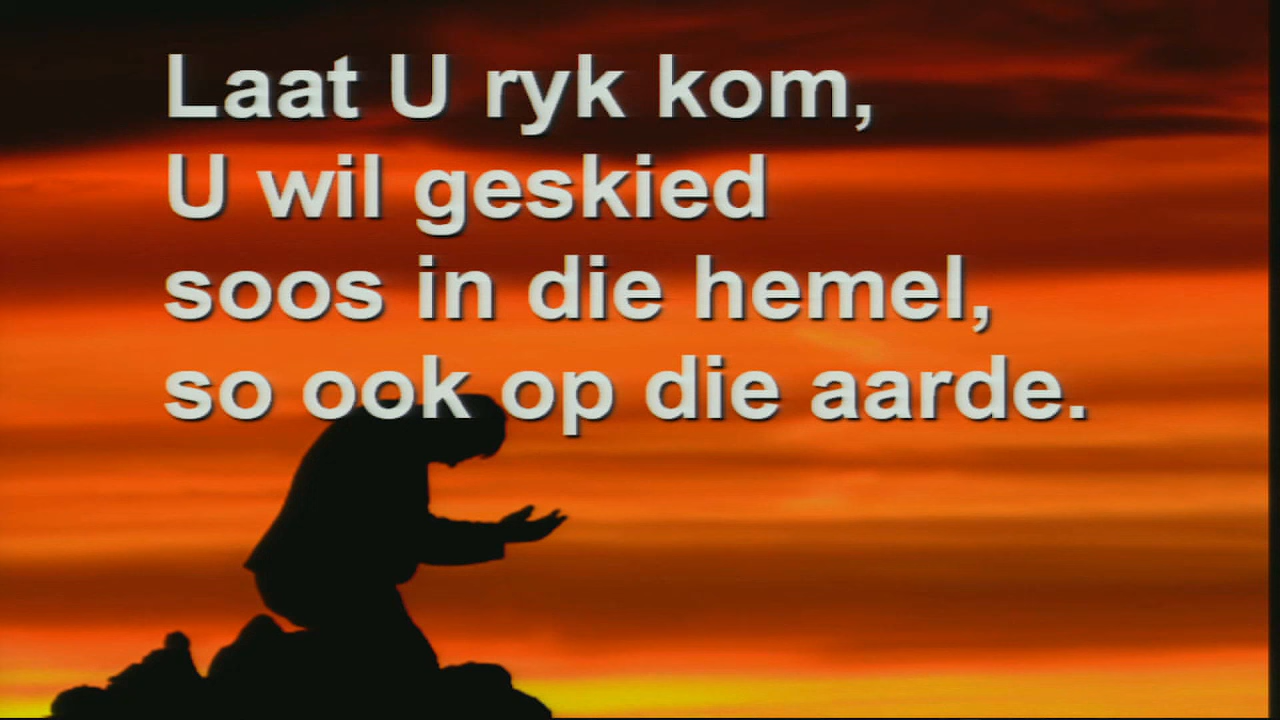 Laat U ryk kom,
U wil geskied
soos in die hemel,
so ook op die aarde.